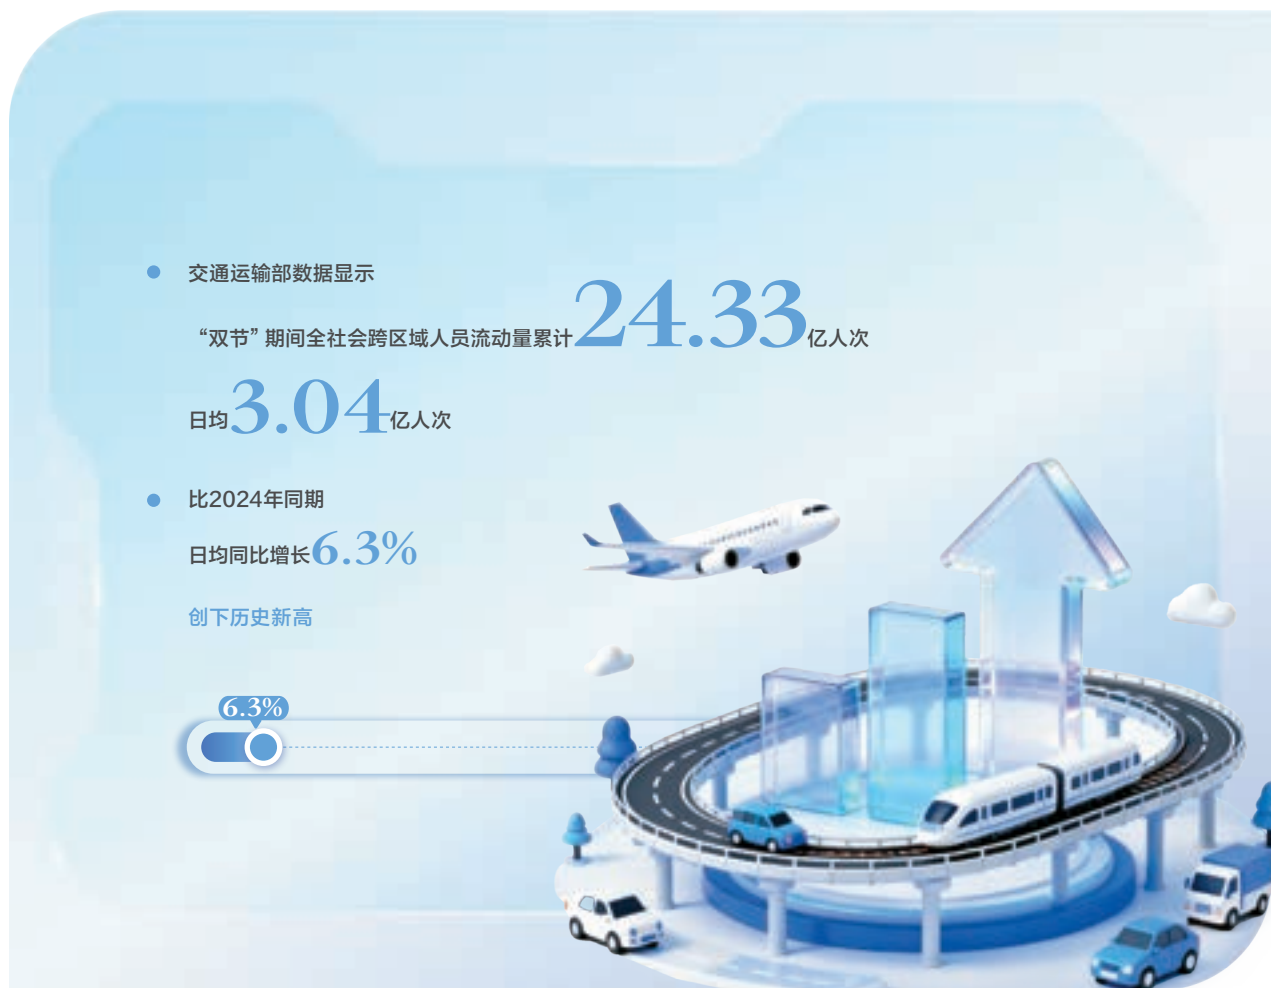 交通运输部数据显示
“双节”期间全社会跨区域人员流动量累计24.33亿人次
日均3.04亿人次
比2024年同期
日均同比增长6.3%
创下历史新高
6.3%